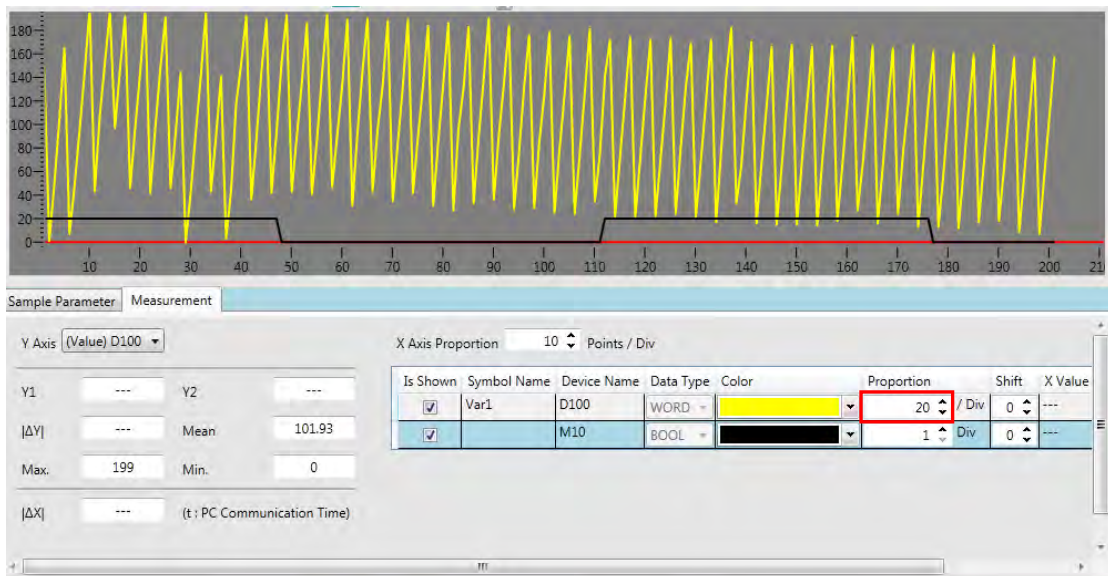 180
160
140
120
100
80
60
40
20
0
10 20 30 40 50 60 70 80 90 100 110 120 130 140 150 160 170 180 190 200 21
Sample Parameter Measurement
Y Axis (Value) D100 X Axis Proportion 10 Points / Div
Is Shown Symbol Name Device Name Data Type Color Proportion Shift X Value
Y1 --- Y2 ---
Var1 D100 WORD 20 / Div 0 ---
|ΔY| --- Mean 101.93
M10 BOOL 1 Div 0 ---
Max. 199 Min. 0
|ΔX| --- (t : PC Communication Time)